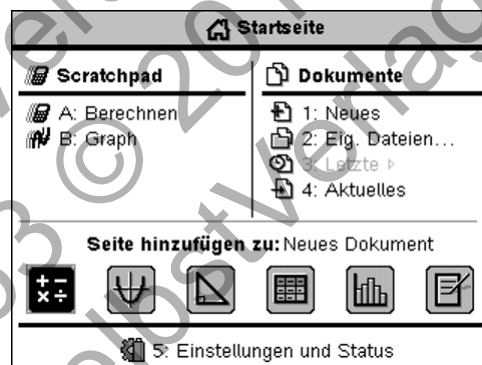 Startseite
Scratchpad
A: Berechnen
B: Graph
Dokumente
1: Neues
2: Eig. Dateien...
3: Letzte ▹
4: Aktuelles
Seite hinzufügen zu: Neues Dokument
5: Einstellungen und Status